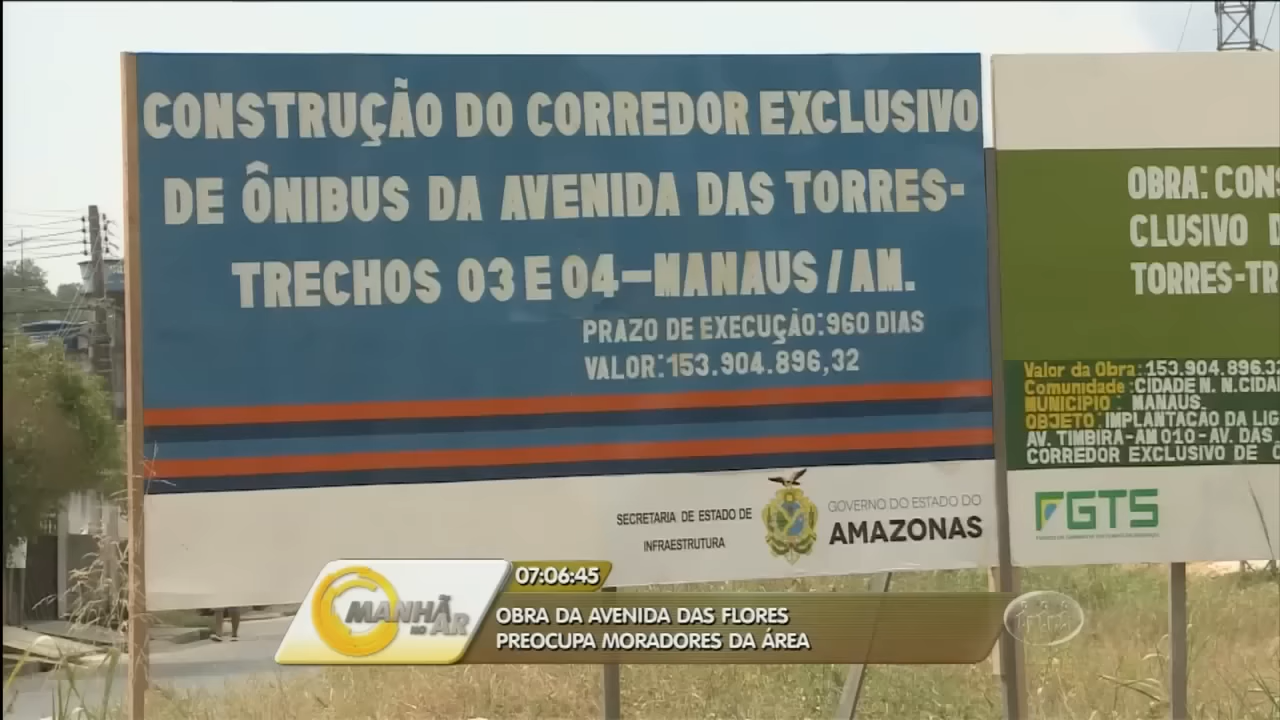 CONSTRUÇÃO DO CORREDOR EXCLUSIVO
DE ÔNIBUS DA AVENIDA DAS TORRES-
TRECHOS 03 E 04-MANAUS/AM.
PRAZO DE EXECUÇÃO:960 DIAS
VALOR:153.904.896,32
SECRETARIA DE ESTADO DE
INFRAESTRUTURA
GOVERNO DO ESTADO DO
AMAZONAS
OBRA: CONS
CLUSIVO D
TORRES-TR
Valor da Obra: 153.904.896,32
Comunidade :CIDADE N. N.CIDA
MUNICIPIO : MANAUS.
OBJETO: IMPLANTACÃO DA LIG
AV. TIMBIRA-AM 010-AV. DAS
CORREDOR EXCLUSIVO DE
FGTS
MANHÃ
NO AR
07:06:45
OBRA DA AVENIDA DAS FLORES
PREOCUPA MORADORES DA ÁREA